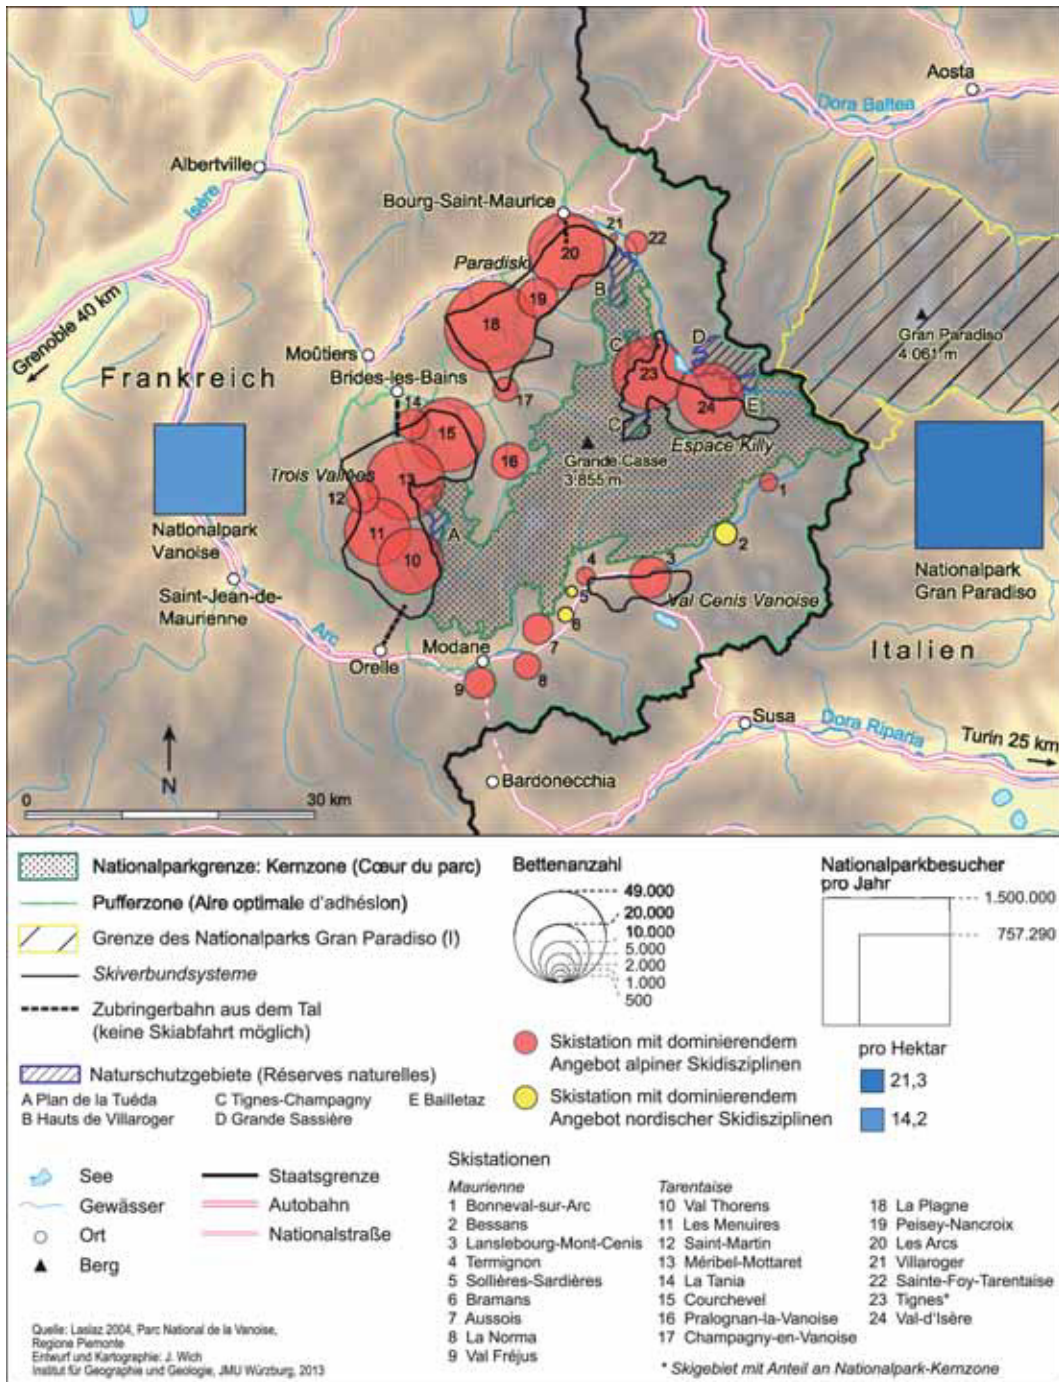 Aosta
Dora Baltea
Albertville
Isère
Bourg-Saint-Maurice
21
22
20
Paradiski
19
B
18
Gran Paradiso
4.061 m
Grenoble 40 km
Moûtiers
C
D
Frankreich
Brides-les-Bains
23
17
24
E
14
15
C
Espace Killy
Trois Vallées
16
Grande Casse
3.855 m
13
12
1
Nationalpark
Vanoise
11
A
2
10
4
3
Nationalpark
Gran Paradiso
Saint-Jean-de-
Maurienne
5
Val Cenis Vanoise
6
Arc
Modane
7
Italien
Orelle
8
9
Susa
Dora Riparia
Turin 25 km
N
Bardonecchia
0
30 km
Nationalparkgrenze: Kernzone (Cœur du parc)
Pufferzone (Aire optimale d'adhésion)
Grenze des Nationalparks Gran Paradiso (I)
Skiverbundsysteme
Zubringerbahn aus dem Tal
(keine Skiabfahrt möglich)
Naturschutzgebiete (Réserves naturelles)
A Plan de la Tuéda
C Tignes-Champagny
E Bailletaz
B Hauts de Villaroger
D Grande Sassière
Bettenanzahl
49.000
20.000
10.000
5.000
2.000
1.000
500
Skistation mit dominierendem
Angebot alpiner Skidisziplinen
Skistation mit dominierendem
Angebot nordischer Skidisziplinen
Nationalparkbesucher
pro Jahr
1.500.000
757.290
pro Hektar
21,3
14,2
See
Gewässer
Ort
Berg
Staatsgrenze
Autobahn
Nationalstraße
Skistationen
Maurienne
1 Bonneval-sur-Arc
2 Bessans
3 Lanslebourg-Mont-Cenis
4 Termignon
5 Sollières-Sardières
6 Bramans
7 Aussois
8 La Norma
9 Val Fréjus
Tarentaise
10 Val Thorens
11 Les Menuires
12 Saint-Martin
13 Méribel-Mottaret
14 La Tania
15 Courchevel
16 Pralognan-la-Vanoise
17 Champagny-en-Vanoise
18 La Plagne
19 Peisey-Nancroix
20 Les Arcs
21 Villaroger
22 Sainte-Foy-Tarentaise
23 Tignes*
24 Val-d'Isère
* Skigebiet mit Anteil an Nationalpark-Kernzone
Quelle: Laslaz 2004, Parc National de la Vanoise,
Regione Piemonte
Entwurf und Kartographie: J. Wich
Institut für Geographie und Geologie, JMU Würzburg, 2013